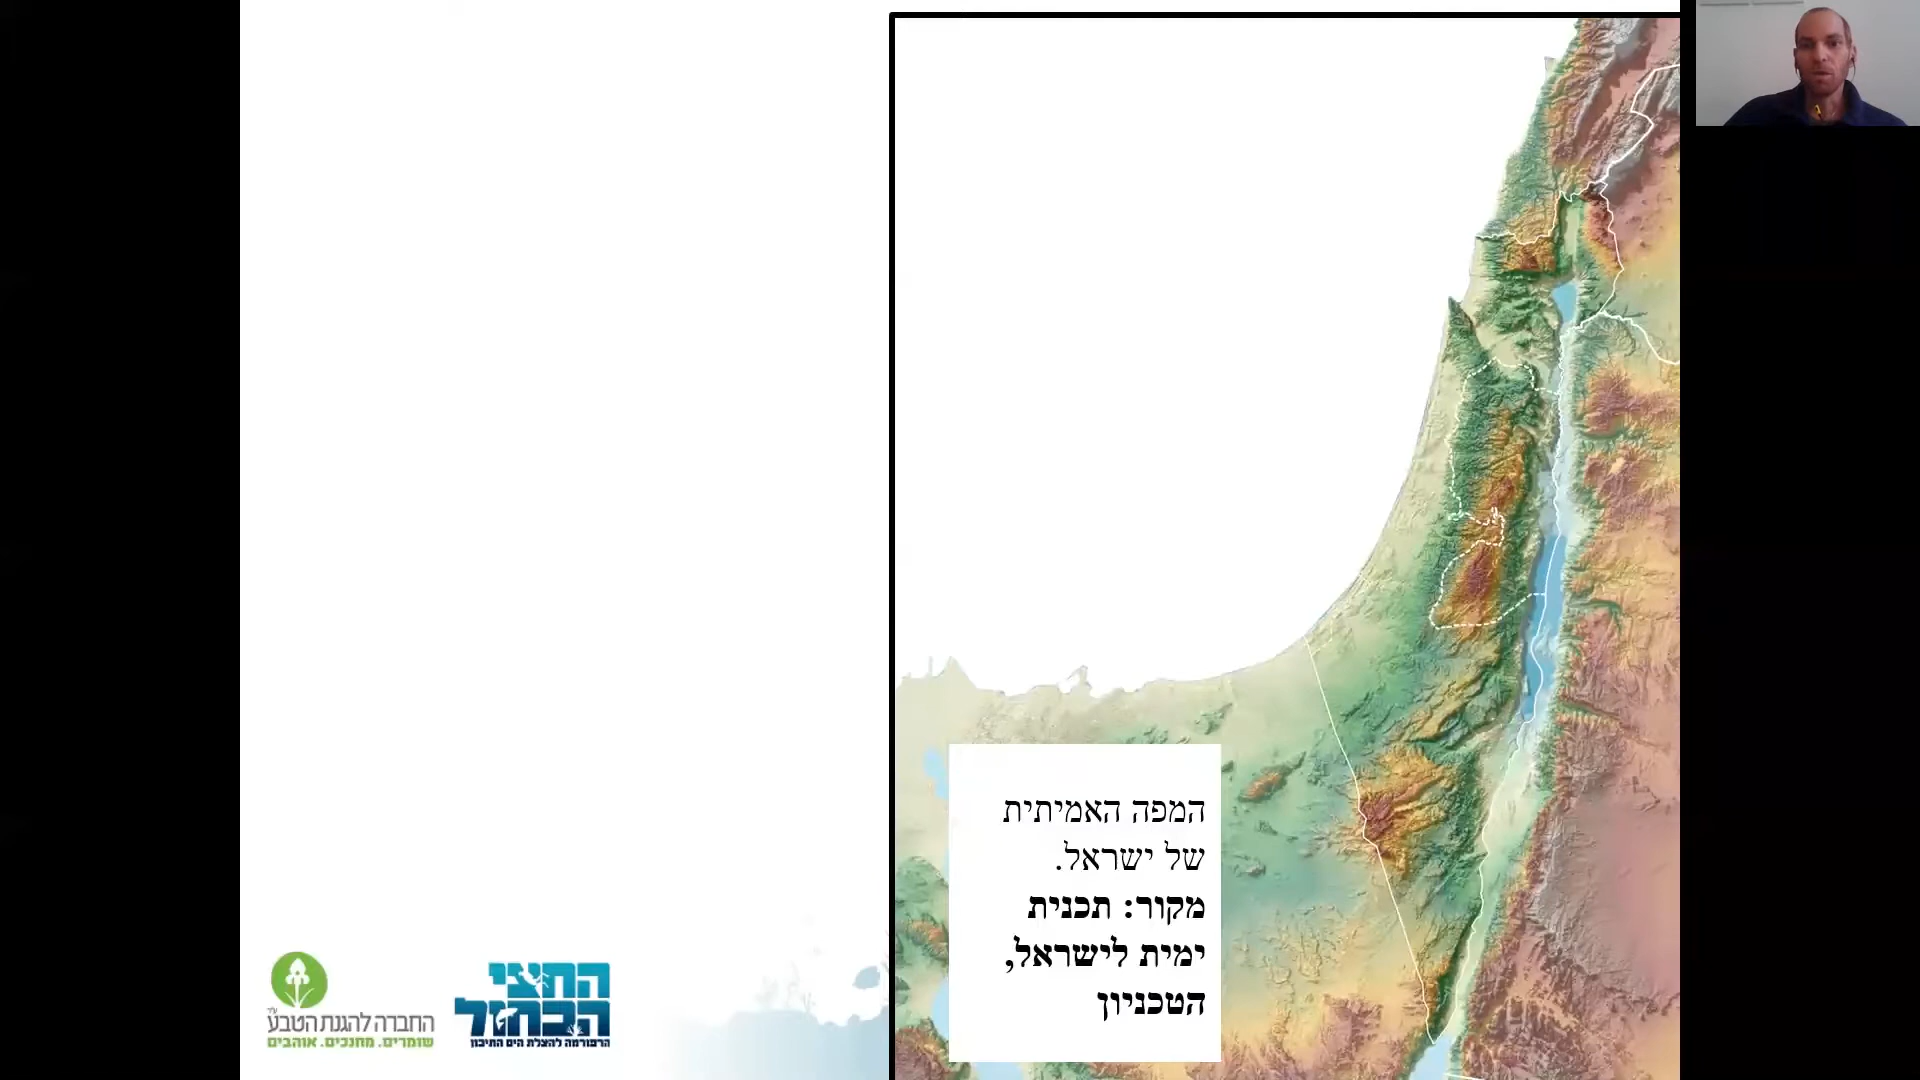 המפה האמיתית
של ישראל.
מקור: תכנית
ימית לישראל,
הטכניון
החצי
הכחול
הרפורמה להצלת הים התיכון
החברה להגנת הטבע
שומרים. מחנכים. אוהבים